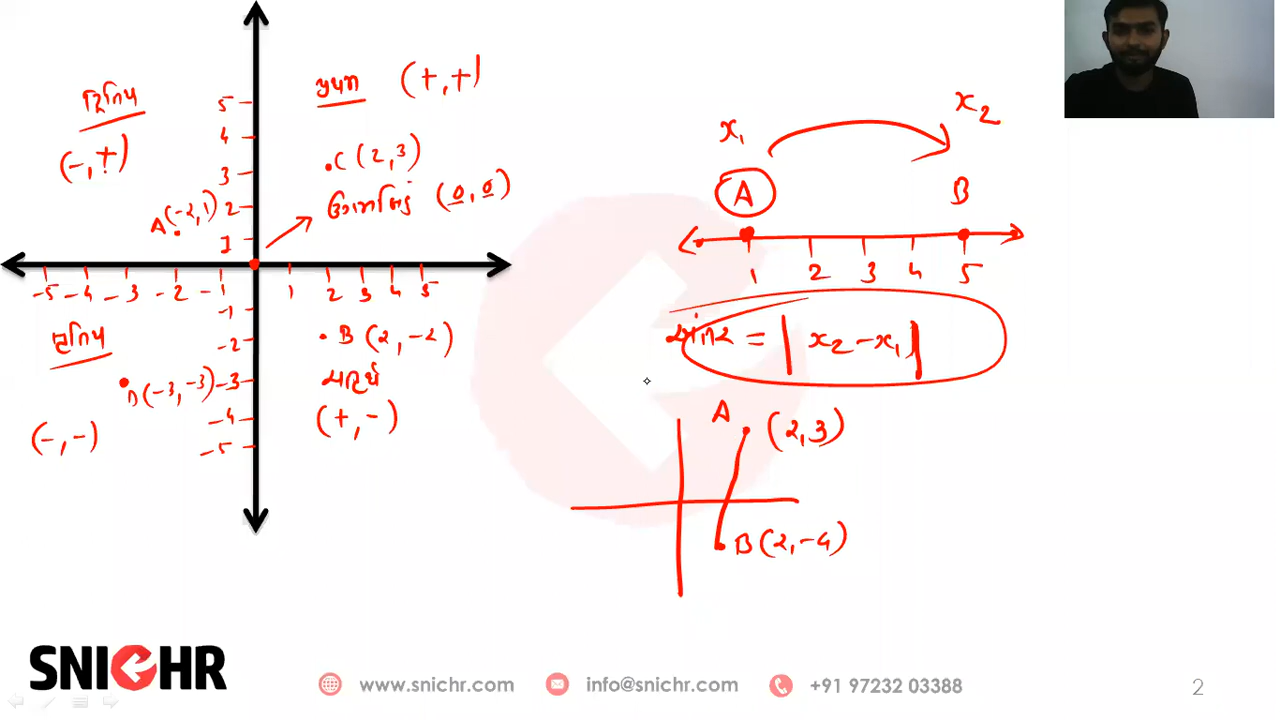 દ્વિતિય
(-, +)
પ્રથમ (+, +)
5
4
3
2
1
.C (2, 3)
A(-2, 1)
ઊગમબિંદુ (0, 0)
-5 -4 -3 -2 -1 1 2 3 4 5
-1
-2
-3
-4
-5
. B (2, -2)
D(-3, -3)
(-, -)
(+, -)
x₁ x₂
A B
1 2 3 4 5
અંતર = | x₂ - x₁ |
A (2, 3)
B (2, -4)
SNICHR
www.snichr.com info@snichr.com +91 97232 03388 2